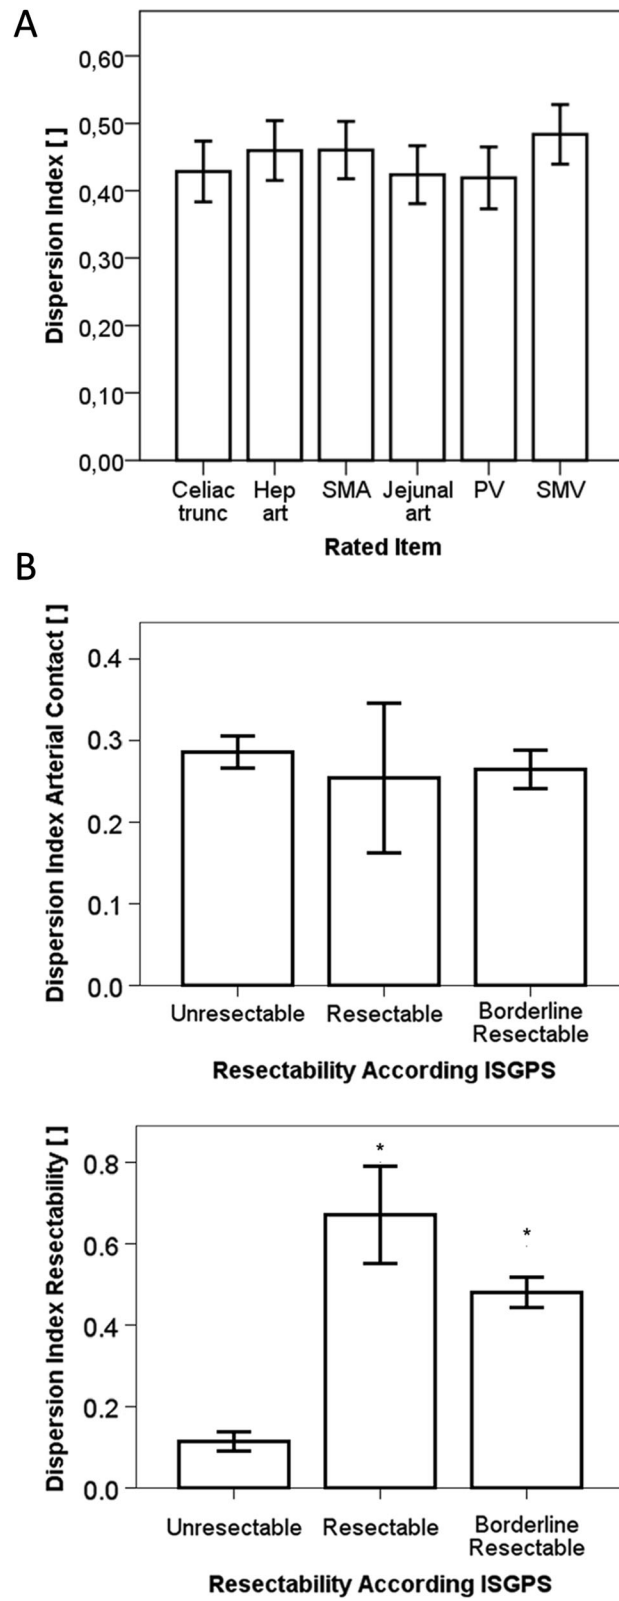 A
Dispersion Index [ ]
0,60
0,50
0,40
0,30
0,20
0,10
0,00
Celiac trunc
Hep art
SMA
Jejunal art
PV
SMV
Rated Item
B
Dispersion Index Arterial Contact [ ]
0.4
0.3
0.2
0.1
0.0
Unresectable
Resectable
Borderline
Resectable
Resectability According ISGPS
Dispersion Index Resectability [ ]
0.8
0.6
0.4
0.2
0.0
*
*
Unresectable
Resectable
Borderline
Resectable
Resectability According ISGPS